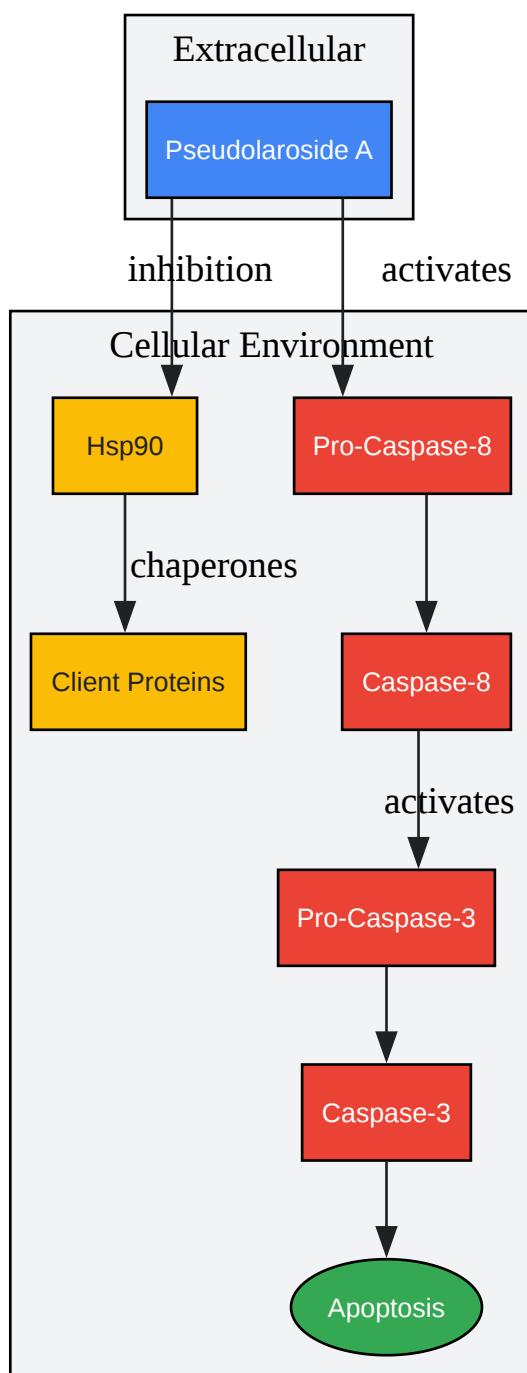 Extracellular
Pseudolaroside A
inhibition
activates
Cellular Environment
Hsp90
Pro-Caspase-8
chaperones
Client Proteins
Caspase-8
activates
Pro-Caspase-3
Caspase-3
Apoptosis